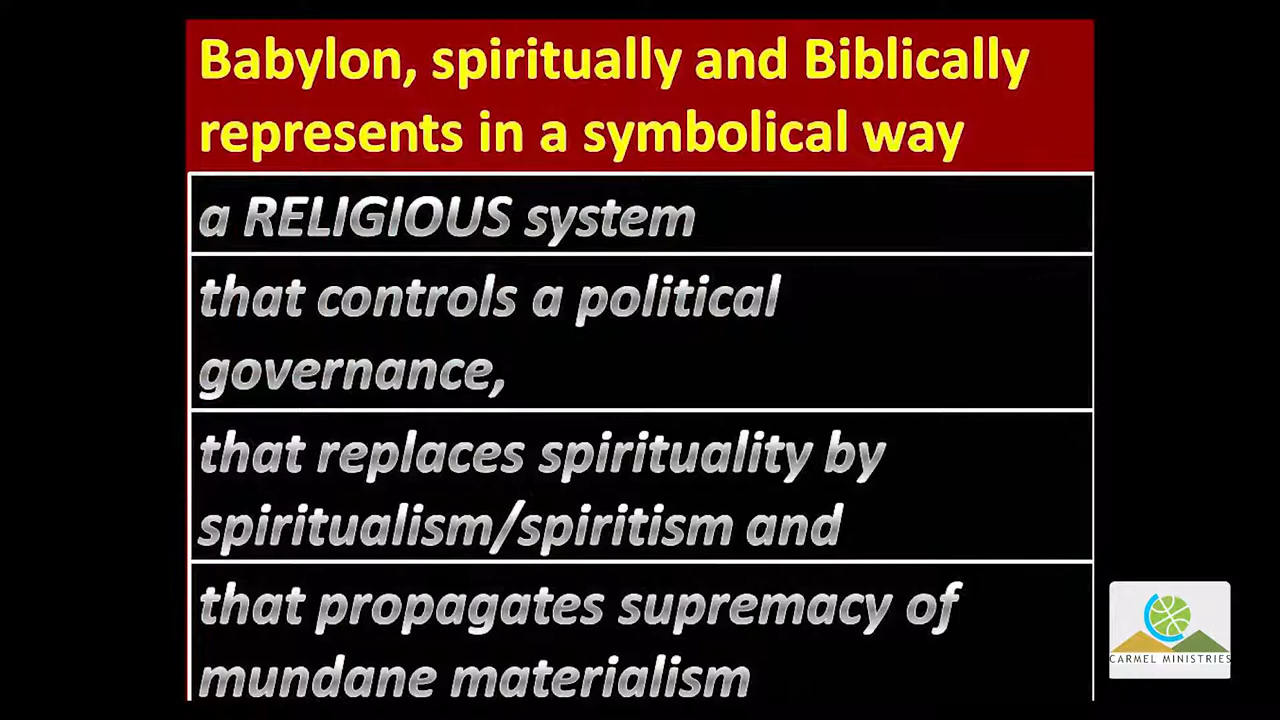 Babylon, spiritually and Biblically
represents in a symbolical way
a RELIGIOUS system
that controls a political
governance,
that replaces spirituality by
spiritualism/spiritism and
that propagates supremacy of
mundane materialism
CARMEL MINISTRIES